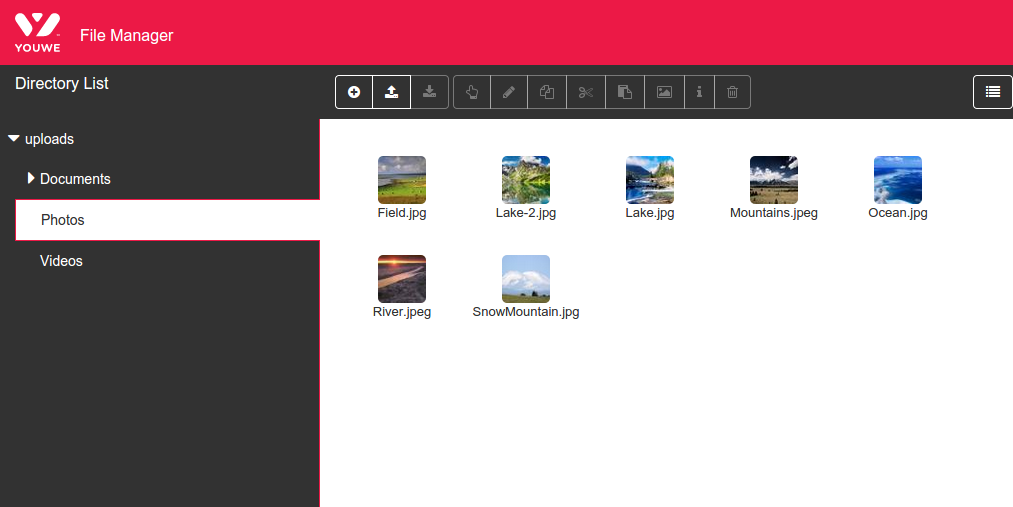 YOUWE
File Manager
Directory List
uploads
Documents
Photos
Videos
Field.jpg
Lake-2.jpg
Lake.jpg
Mountains.jpeg
Ocean.jpg
River.jpeg
SnowMountain.jpg